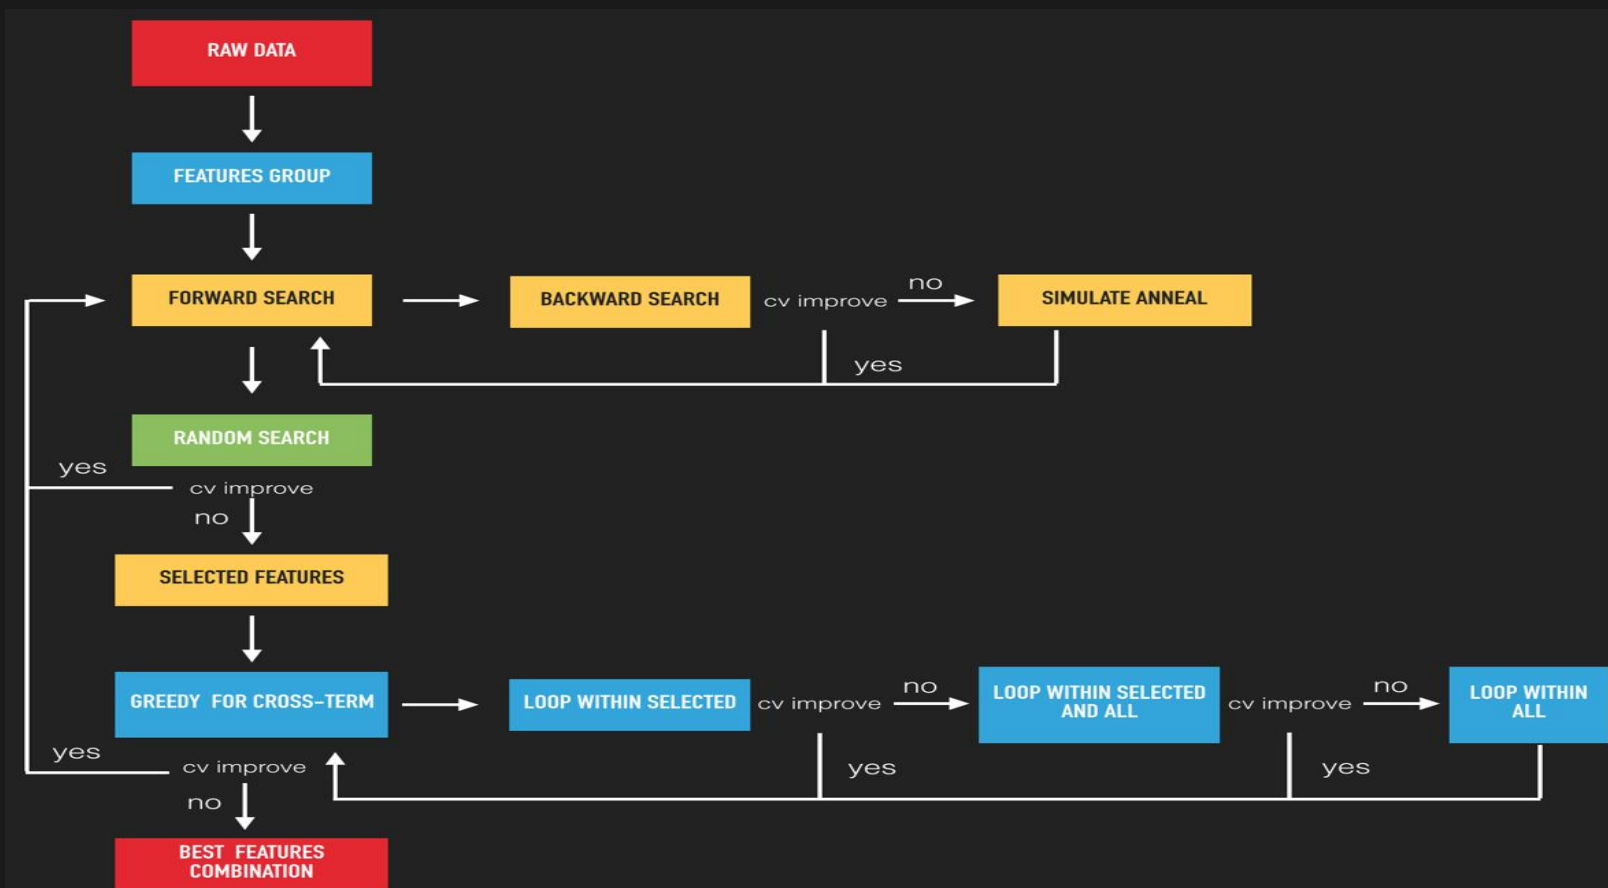 RAW DATA
FEATURES GROUP
FORWARD SEARCH
BACKWARD SEARCH
cv improve
no
SIMULATE ANNEAL
yes
RANDOM SEARCH
yes
cv improve
no
SELECTED FEATURES
GREEDY FOR CROSS-TERM
LOOP WITHIN SELECTED
cv improve
no
LOOP WITHIN SELECTED
AND ALL
cv improve
no
LOOP WITHIN
ALL
yes
cv improve
yes
yes
no
BEST FEATURES
COMBINATION